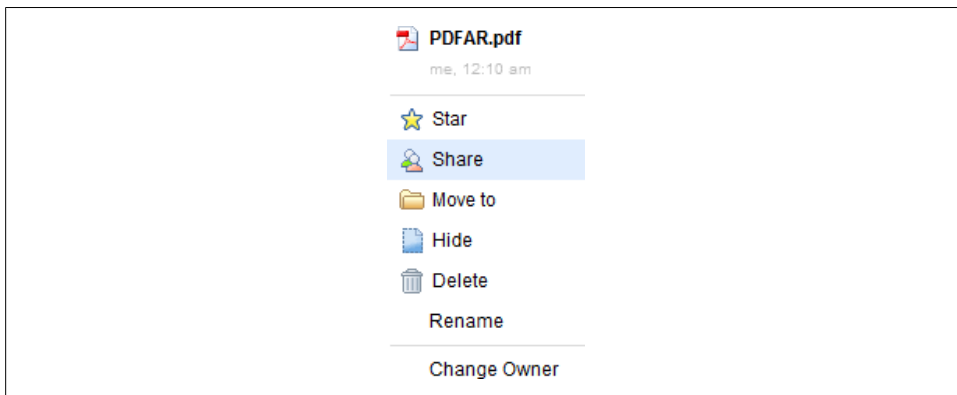 PDFAR.pdf
me, 12:10 am
Star
Share
Move to
Hide
Delete
Rename
Change Owner